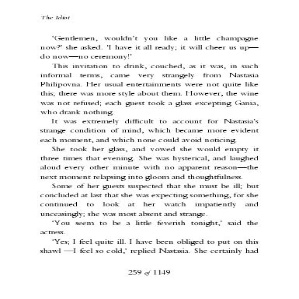 The Idiot
'Gentlemen, wouldn't you like a little champagne
now?' she asked. 'I have it all ready; it will cheer us up—
do now—no ceremony!'
This invitation to drink, couched, as it was, in such
informal terms, came very strangely from Nastasia
Philipovna. Her usual entertainments were not quite like
this; there was more style about them. However, the wine
was not refused; each guest took a glass excepting Gania,
who drank nothing.
It was extremely difficult to account for Nastasia's
strange condition of mind, which became more evident
each moment, and which none could avoid noticing.
She took her glass, and vowed she would empty it
three times that evening. She was hysterical, and laughed
aloud every other minute with no apparent reason—the
next moment relapsing into gloom and thoughtfulness.
Some of her guests suspected that she must be ill; but
concluded at last that she was expecting something, for she
continued to look at her watch impatiently and
unceasingly; she was most absent and strange.
'You seem to be a little feverish tonight,' said the
actress.
'Yes; I feel quite ill. I have been obliged to put on this
shawl—I feel so cold,' replied Nastasia. She certainly had
259 of 1149